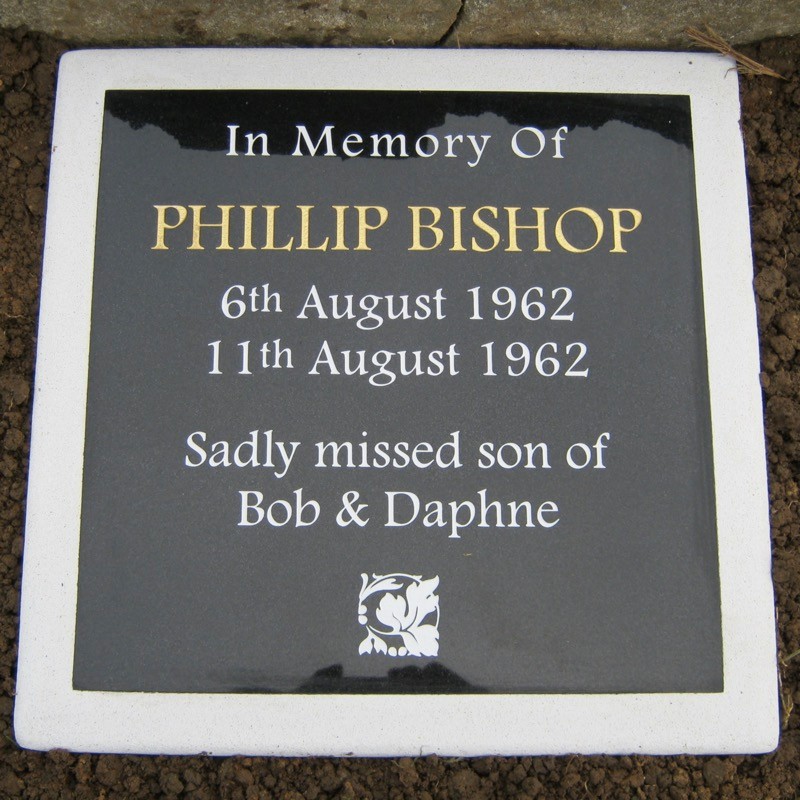 In Memory Of
PHILLIP BISHOP
6th August 1962
11th August 1962
Sadly missed son of
Bob & Daphne